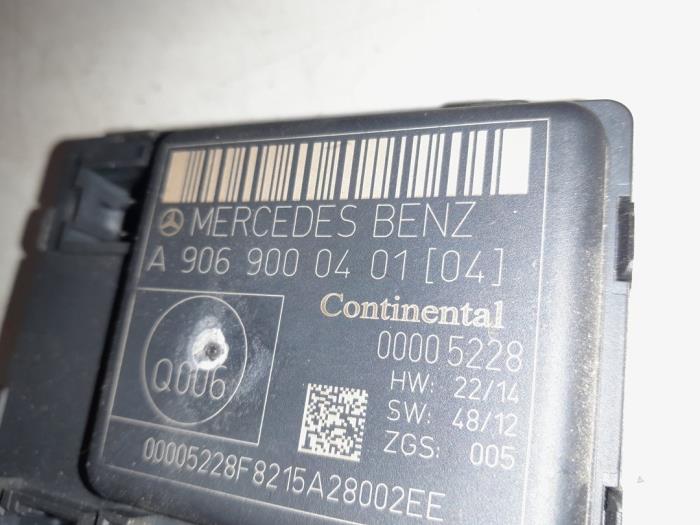 MERCEDES BENZ
A 906 900 04 01 [04]
Continental
00005228
HW: 22/14
Q006
SW: 48/12
ZGS: 005
00005228F8215A28002EE